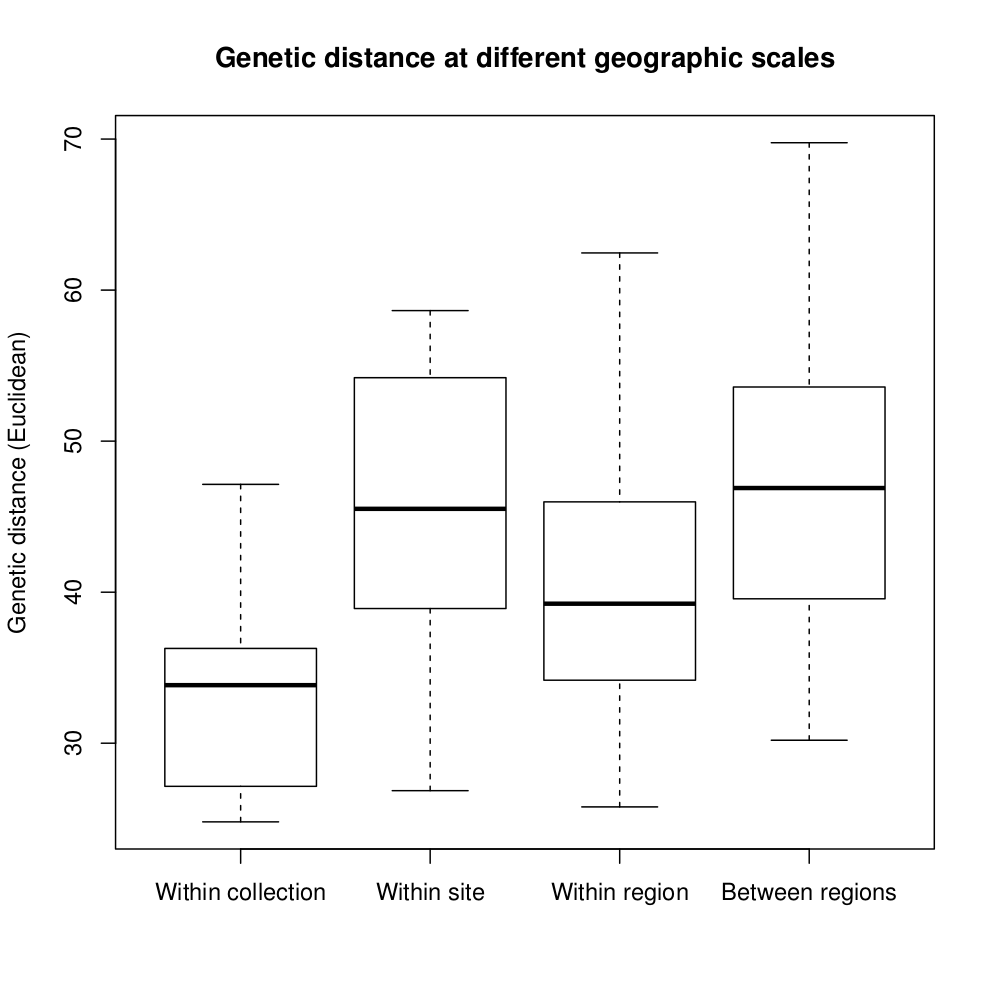 Genetic distance at different geographic scales
Genetic distance (Euclidean)
70
60
50
40
30
Within collection
Within site
Within region
Between regions